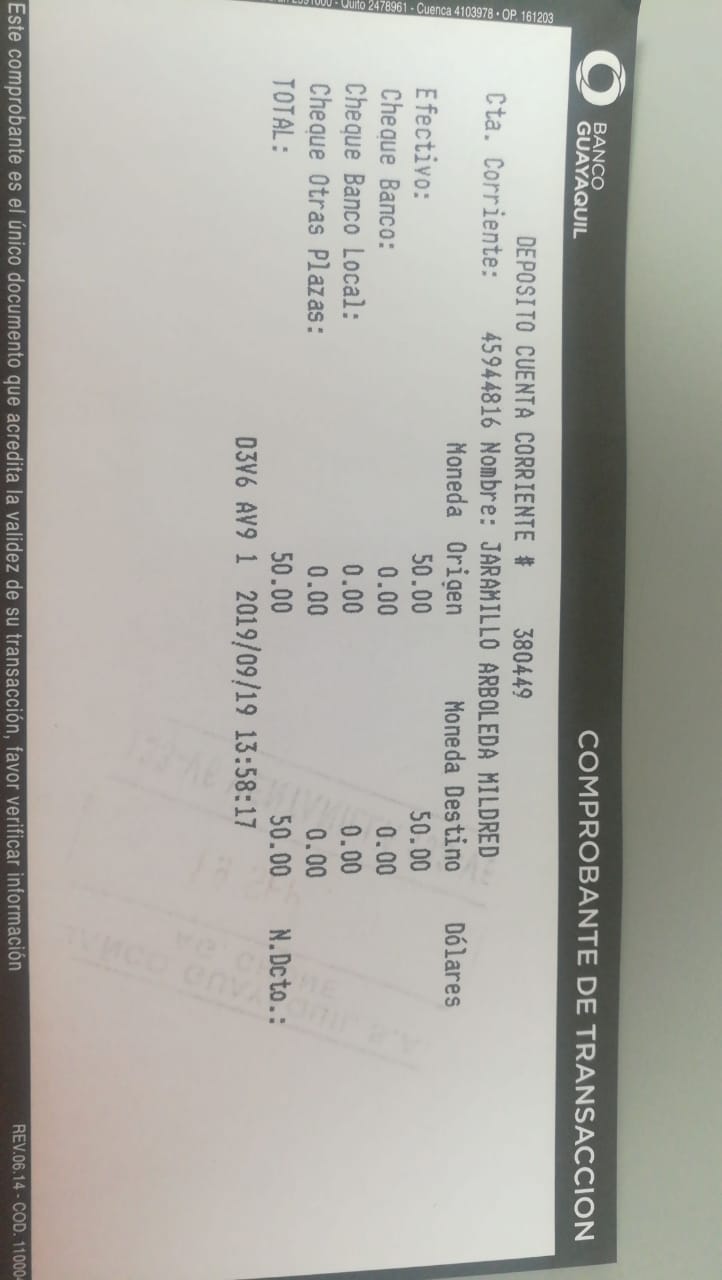 Quito 2478961 - Cuenca 4103978 • OP. 161203
BANCO
GUAYAQUIL
COMPROBANTE DE TRANSACCION
DEPOSITO CUENTA CORRIENTE # 380449
Cta. Corriente: 45944816 Nombre: JARAMILLO ARBOLEDA MILDRED
Moneda Origen Moneda Destino Dólares
Efectivo: 50.00 50.00
Cheque Banco: 0.00 0.00
Cheque Banco Local: 0.00 0.00
Cheque Otras Plazas: 0.00 0.00
TOTAL: 50.00 50.00 N.Dcto.:
D3V6 AV9 1 2019/09/19 13:58:17
Este comprobante es el único documento que acredita la validez de su transacción, favor verificar información
REV.06.14 - COD. 11000